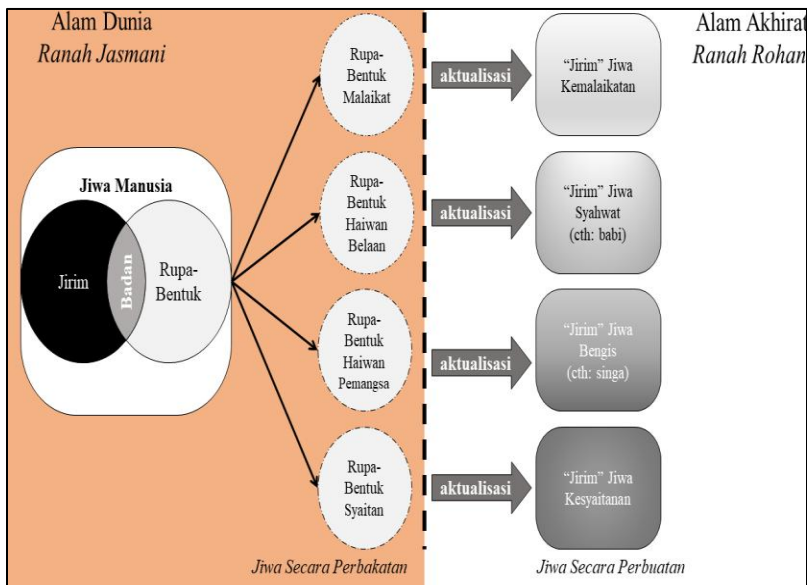 Alam Dunia
Ranah Jasmani
Jiwa Manusia
Jirim
Badan
Rupa-
Bentuk
Rupa-
Bentuk
Malaikat
Rupa-
Bentuk
Haiwan
Belaan
Rupa-
Bentuk
Haiwan
Pemangsa
Rupa-
Bentuk
Syaitan
Jiwa Secara Perbakatan
aktualisasi
aktualisasi
aktualisasi
aktualisasi
Alam Akhirat
Ranah Rohan
“Jirim” Jiwa
Kemalaikatan
“Jirim” Jiwa
Syahwat
(cth: babi)
“Jirim” Jiwa
Bengis
(cth: singa)
“Jirim” Jiwa
Kesyaitanan
Jiwa Secara Perbuatan